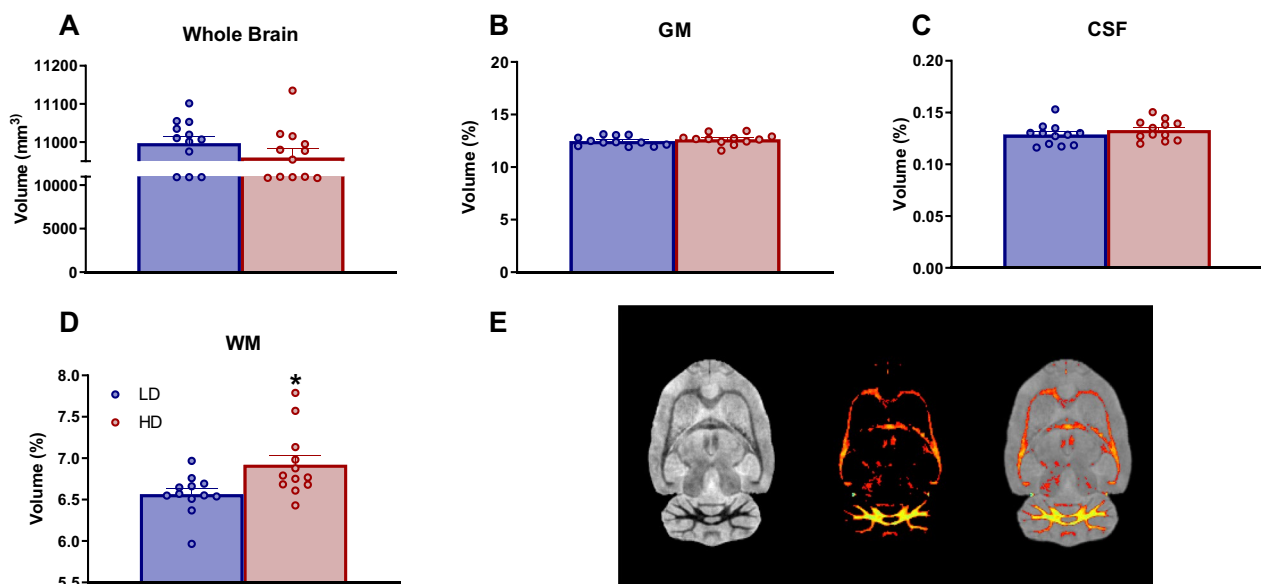 A
Whole Brain
Volume (mm³)
11200
11100
11000
10000
5000
0
B
GM
Volume (%)
20
15
10
5
0
C
CSF
Volume (%)
0.20
0.15
0.10
0.05
0.00
D
WM
Volume (%)
8.0
7.5
7.0
6.5
6.0
5.5
LD
HD
*
E